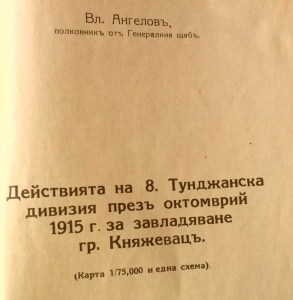 Вл. Ангеловъ,
полковникъ отъ Генералния щабъ.
Действията на 8. Тунджанска
дивизия презъ октомврий
1915 г. за завладяване
гр. Княжевацъ.
(Карта 1/75,000 и една схема).